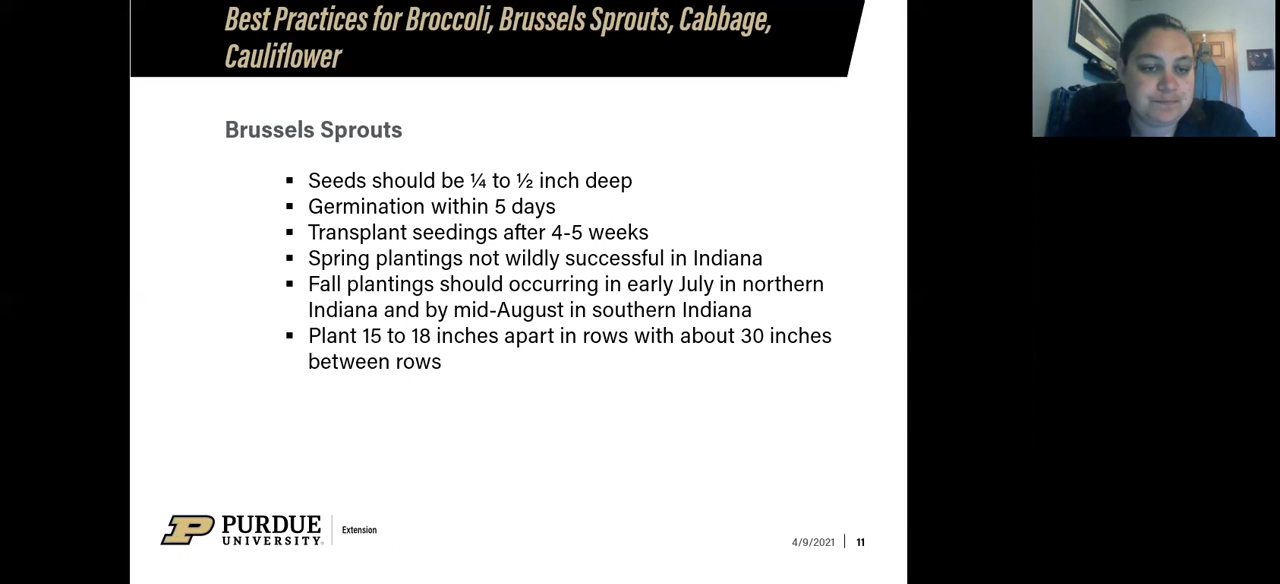 Best Practices for Broccoli, Brussels Sprouts, Cabbage,
Cauliflower
Brussels Sprouts
▪ Seeds should be ¼ to ½ inch deep
▪ Germination within 5 days
▪ Transplant seedings after 4-5 weeks
▪ Spring plantings not wildly successful in Indiana
▪ Fall plantings should occurring in early July in northern
Indiana and by mid-August in southern Indiana
▪ Plant 15 to 18 inches apart in rows with about 30 inches
between rows
PURDUE
UNIVERSITY.
Extension
4/9/2021 | 11